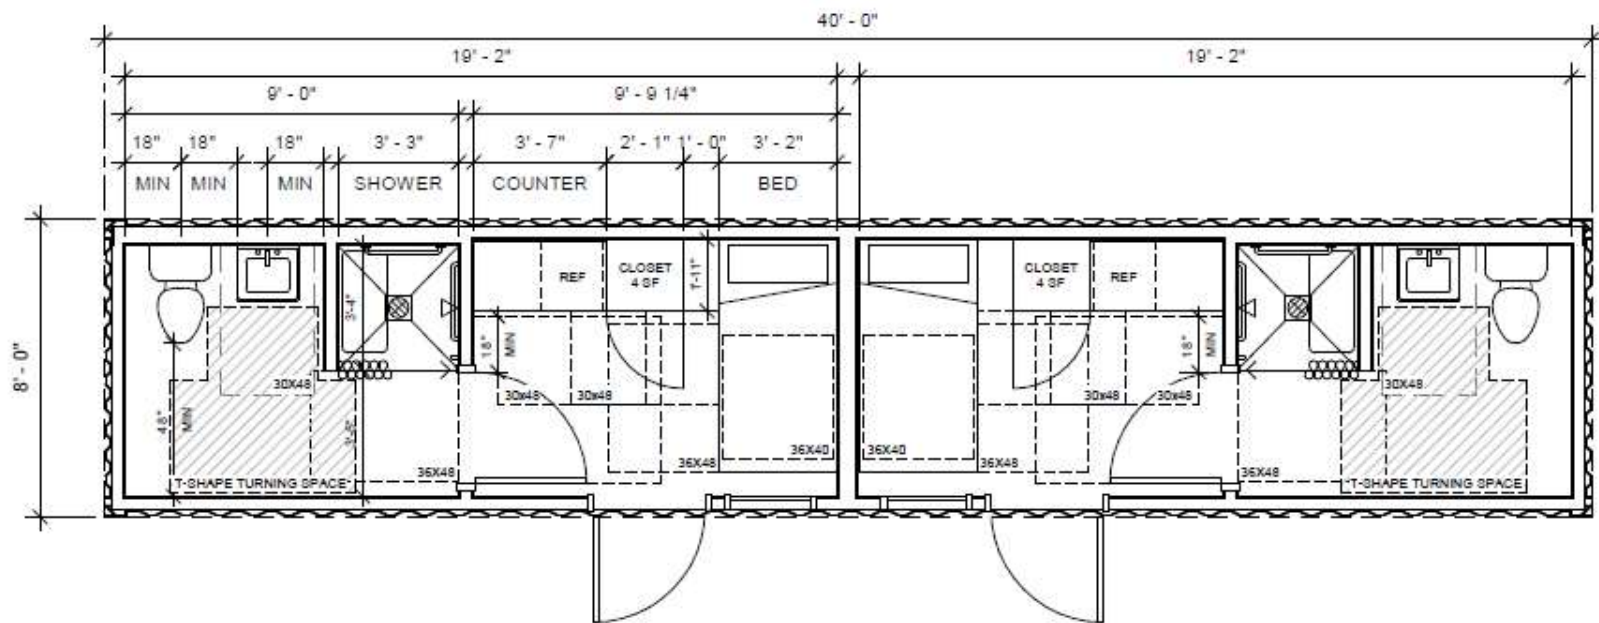 40' - 0"
19' - 2"
19' - 2"
9' - 0"
9' - 9 1/4"
18"
18"
18"
3' - 3"
3' - 7"
2' - 1"
1' - 0"
3' - 2"
MIN
MIN
MIN
SHOWER
COUNTER
BED
8' - 0"
REF
CLOSET
4 SF
1'-11"
CLOSET
4 SF
REF
3'-4"
18"
MIN
18"
MIN
30X48
30x48
30x48
30x48
30x48
30X48
48"
MIN
36X48
36X48
36X40
36X40
36X48
36X48
T-SHAPE TURNING SPACE
T-SHAPE TURNING SPACE